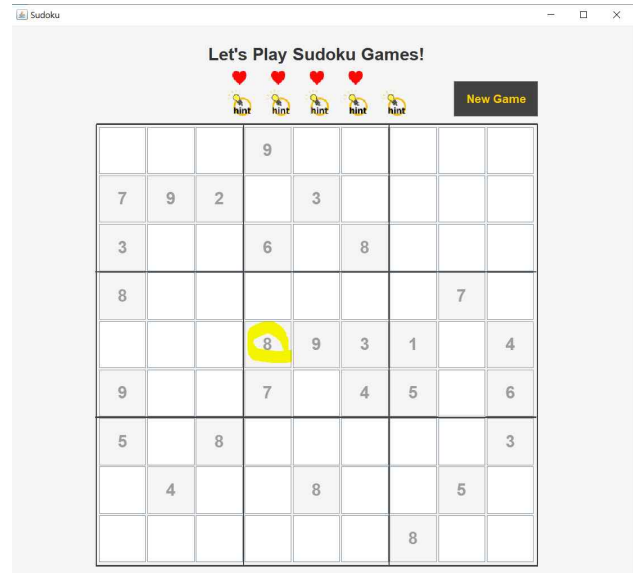 Sudoku
Let's Play Sudoku Games!
hint hint hint hint hint
New Game
9
7 9 2 3
3 6 8
8 7
8 9 3 1 4
9 7 4 5 6
5 8 3
4 8 5
8